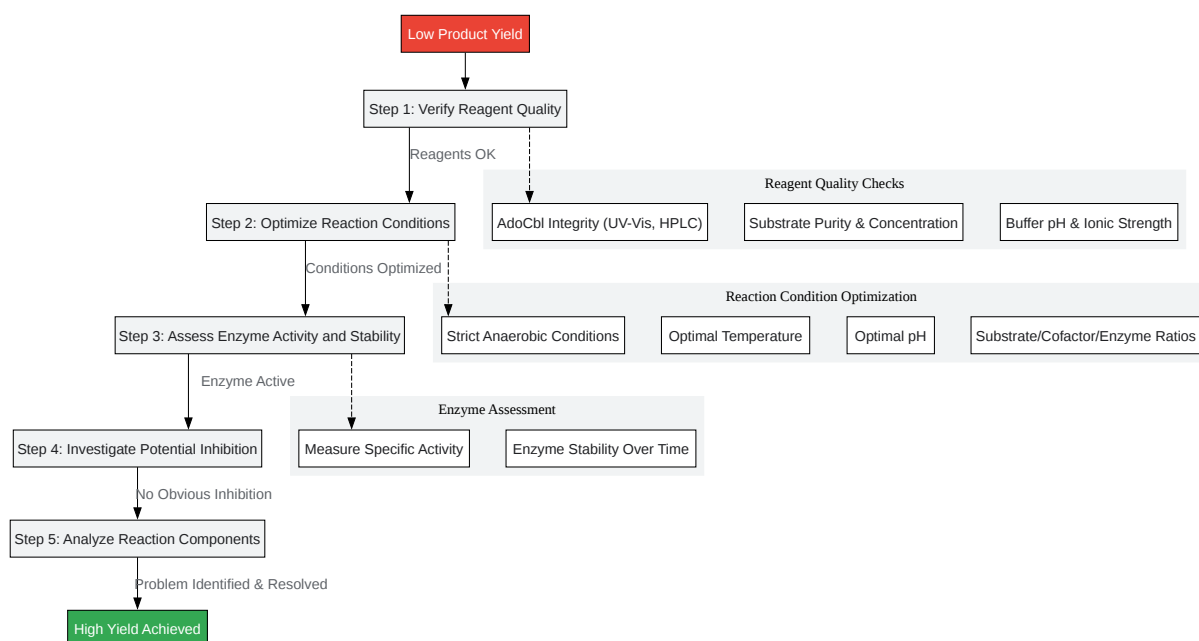 Low Product Yield
Step 1: Verify Reagent Quality
Reagents OK
Reagent Quality Checks
AdoCbl Integrity (UV-Vis, HPLC)
Substrate Purity & Concentration
Buffer pH & Ionic Strength
Step 2: Optimize Reaction Conditions
Conditions Optimized
Reaction Condition Optimization
Strict Anaerobic Conditions
Optimal Temperature
Optimal pH
Substrate/Cofactor/Enzyme Ratios
Step 3: Assess Enzyme Activity and Stability
Enzyme Active
Enzyme Assessment
Measure Specific Activity
Enzyme Stability Over Time
Step 4: Investigate Potential Inhibition
No Obvious Inhibition
Step 5: Analyze Reaction Components
Problem Identified & Resolved
High Yield Achieved